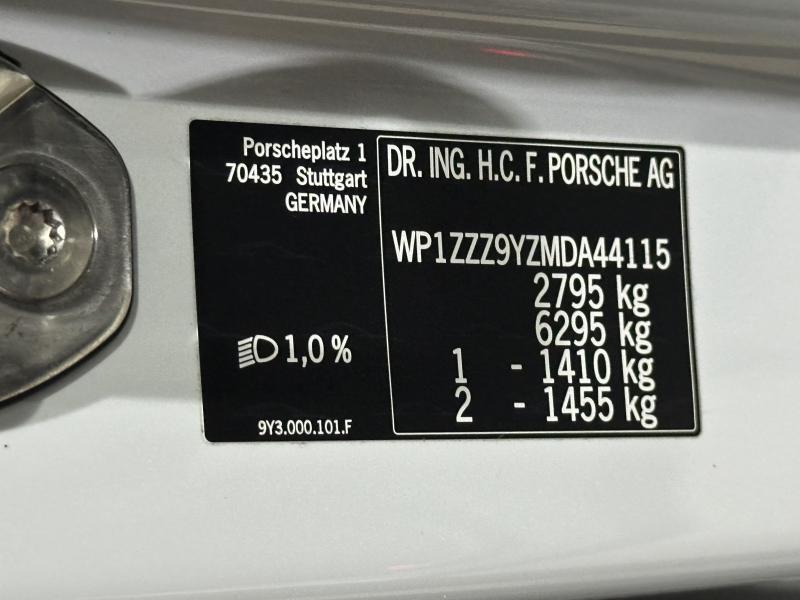 Porscheplatz 1
70435 Stuttgart
GERMANY
1,0 %
9Y3.000.101.F
DR. ING. H.C. F. PORSCHE AG
WP1ZZZ9YZMDA44115
2795 kg
6295 kg
1 - 1410 kg
2 - 1455 kg